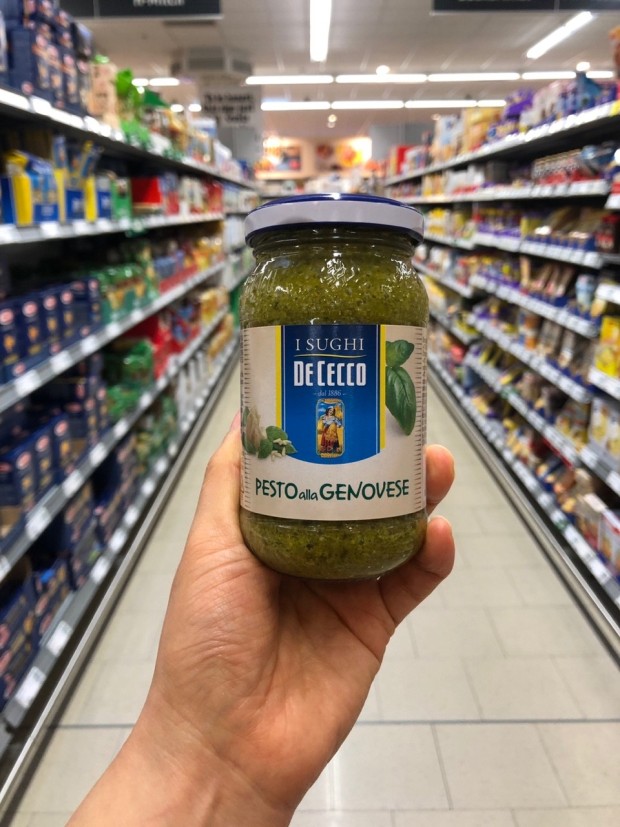 I SUGHI
DE CECCO
dal 1886
PESTO alla GENOVESE